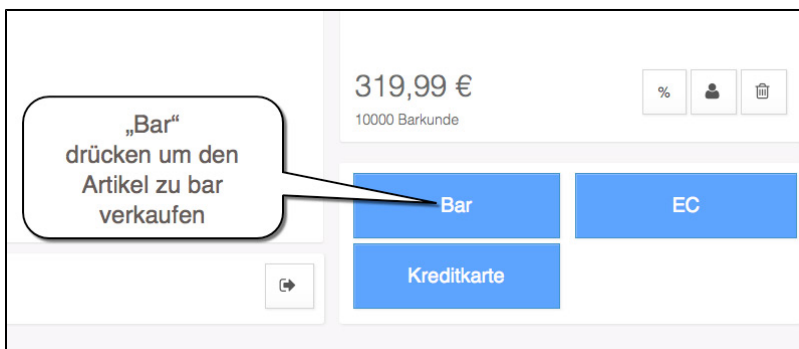 319,99 €
10000 Barkunde
%
„Bar“
drücken um den
Artikel zu bar
verkaufen
Bar
EC
Kreditkarte